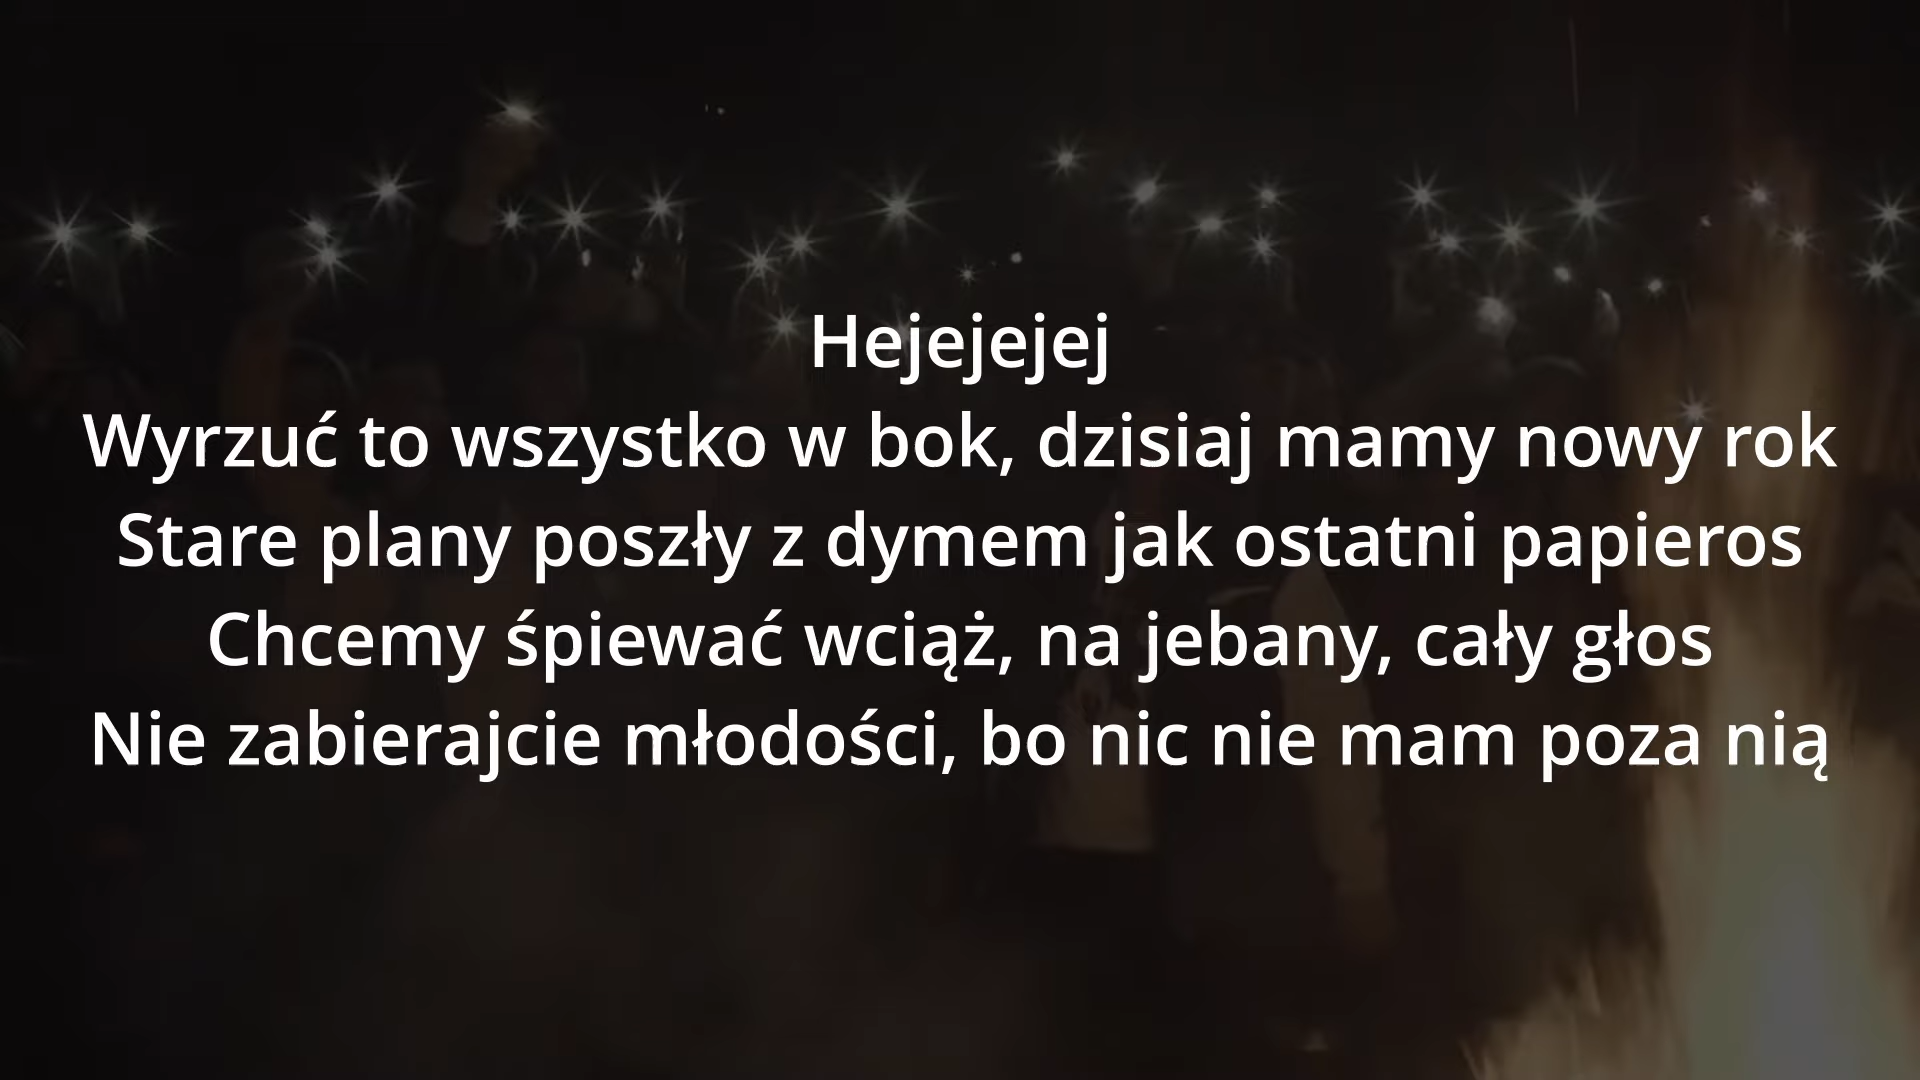 Hejejejej
Wyrzuć to wszystko w bok, dzisiaj mamy nowy rok
Stare plany poszły z dymem jak ostatni papieros
Chcemy śpiewać wciąż, na jebany, cały głos
Nie zabierajcie młodości, bo nic nie mam poza nią